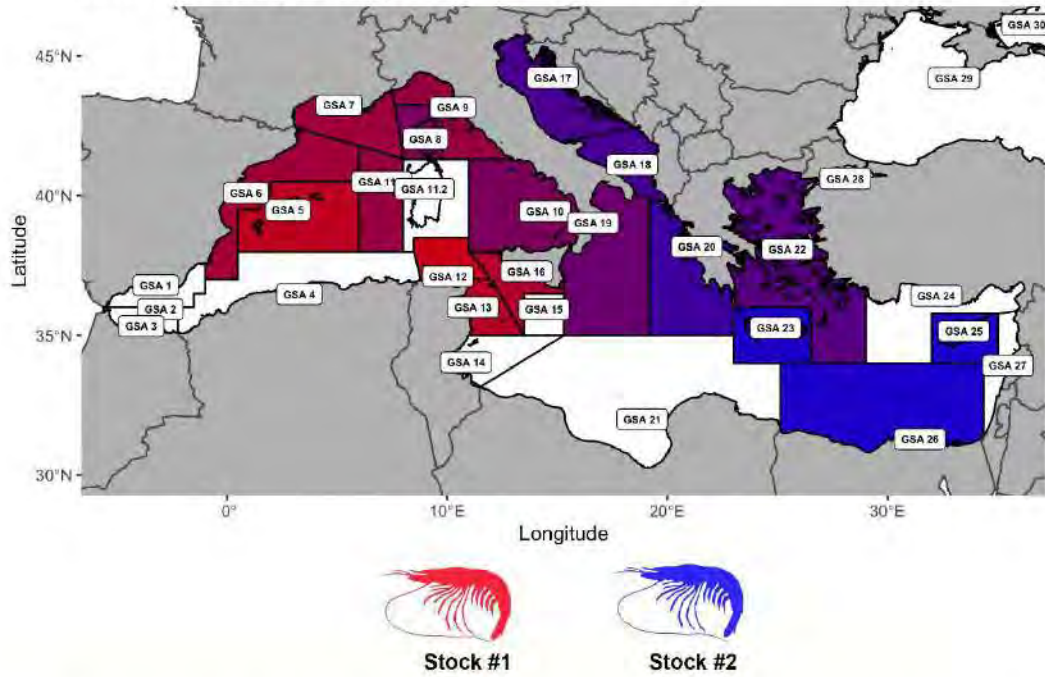 GSA 30
45°N
GSA 17
GSA 29
GSA 7
GSA 9
GSA 8
GSA 18
GSA 28
40°N
GSA 6
GSA 11
GSA 11.2
GSA 5
GSA 10
GSA 19
GSA 20
GSA 22
Latitude
GSA 12
GSA 16
GSA 1
GSA 4
GSA 24
GSA 2
GSA 13
GSA 15
35°N
GSA 3
GSA 23
GSA 25
GSA 14
GSA 27
GSA 21
GSA 26
30°N
0°
10°E
20°E
30°E
Longitude
Stock #1
Stock #2